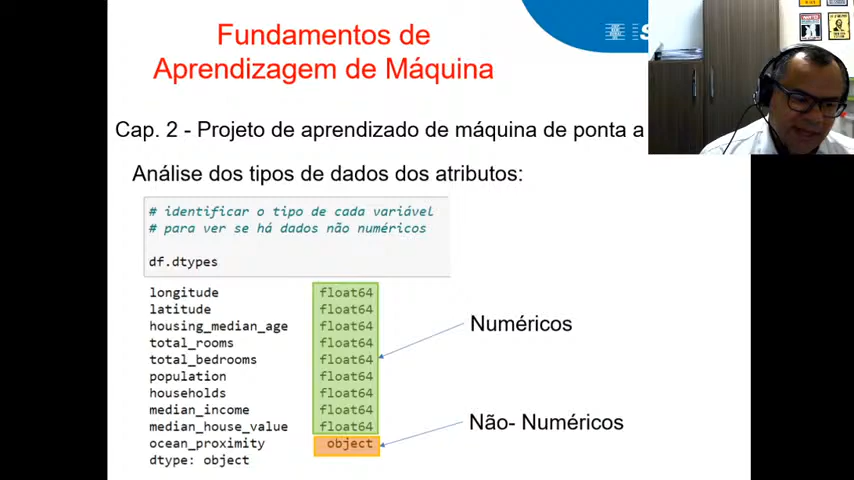 Fundamentos de
Aprendizagem de Máquina
Cap. 2 - Projeto de aprendizado de máquina de ponta a
Análise dos tipos de dados dos atributos:
# identificar o tipo de cada variável
# para ver se há dados não numéricos
df.dtypes
longitude float64
latitude float64
housing_median_age float64
total_rooms float64
total_bedrooms float64
population float64
households float64
median_income float64
median_house_value float64
ocean_proximity object
dtype: object
Numéricos
Não- Numéricos